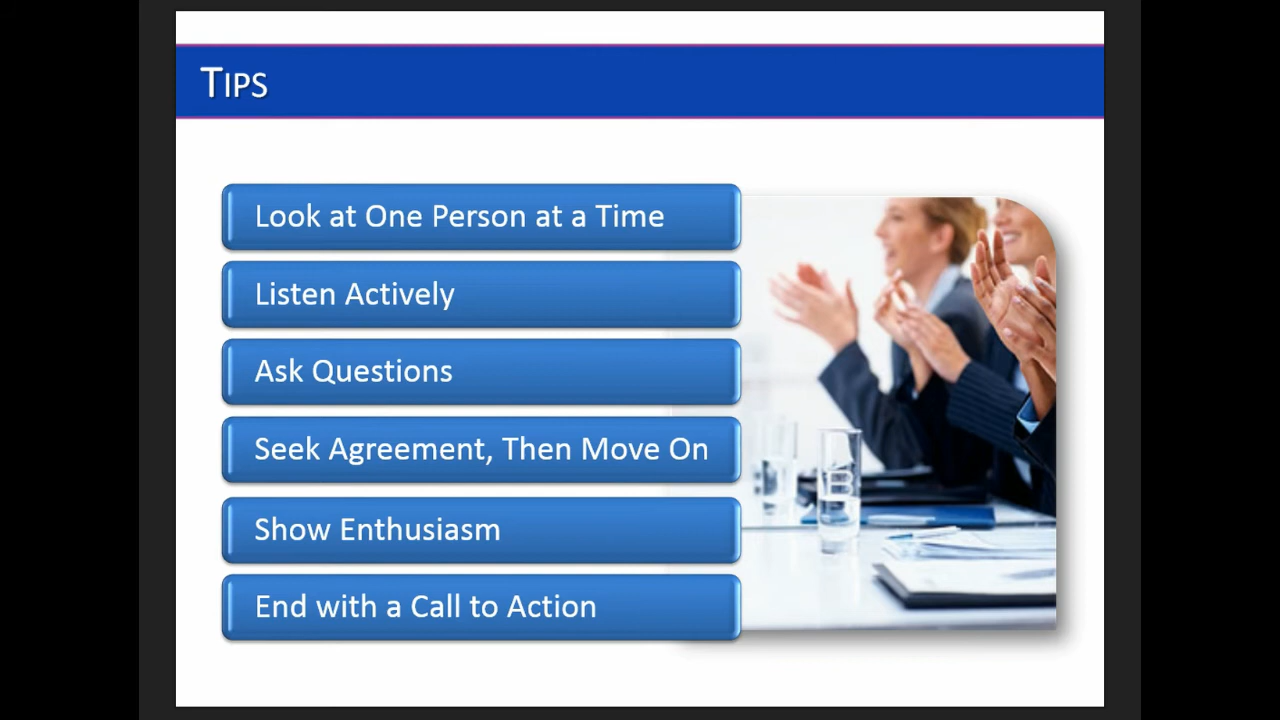 Tips
Look at One Person at a Time
Listen Actively
Ask Questions
Seek Agreement, Then Move On
Show Enthusiasm
End with a Call to Action